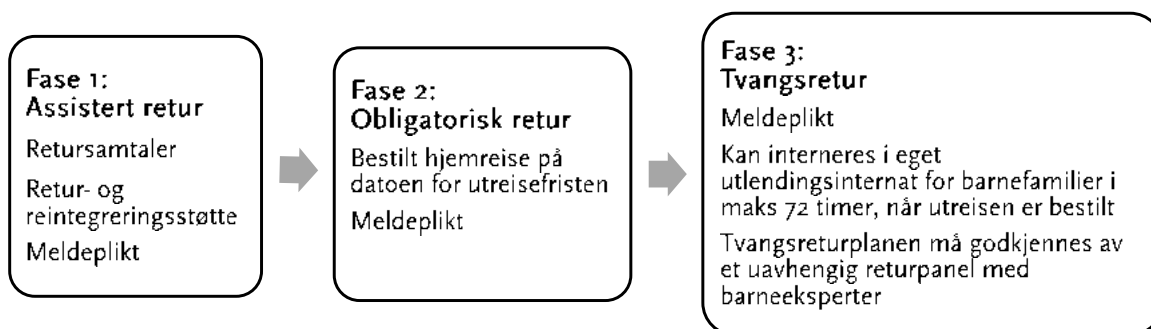 Fase 1:
Assistert retur
Retursamtaler
Retur- og
reintegreringsstøtte
Meldeplikt
Fase 2:
Obligatorisk retur
Bestilt hjemreise på
datoen for utreisefristen
Meldeplikt
Fase 3:
Tvangsretur
Meldeplikt
Kan interneres i eget
utlendingsinternat for barnefamilier i
maks 72 timer, når utreisen er bestilt
Tvangsreturplanen må godkjennes av
et uavhengig returpanel med
barneeksperter